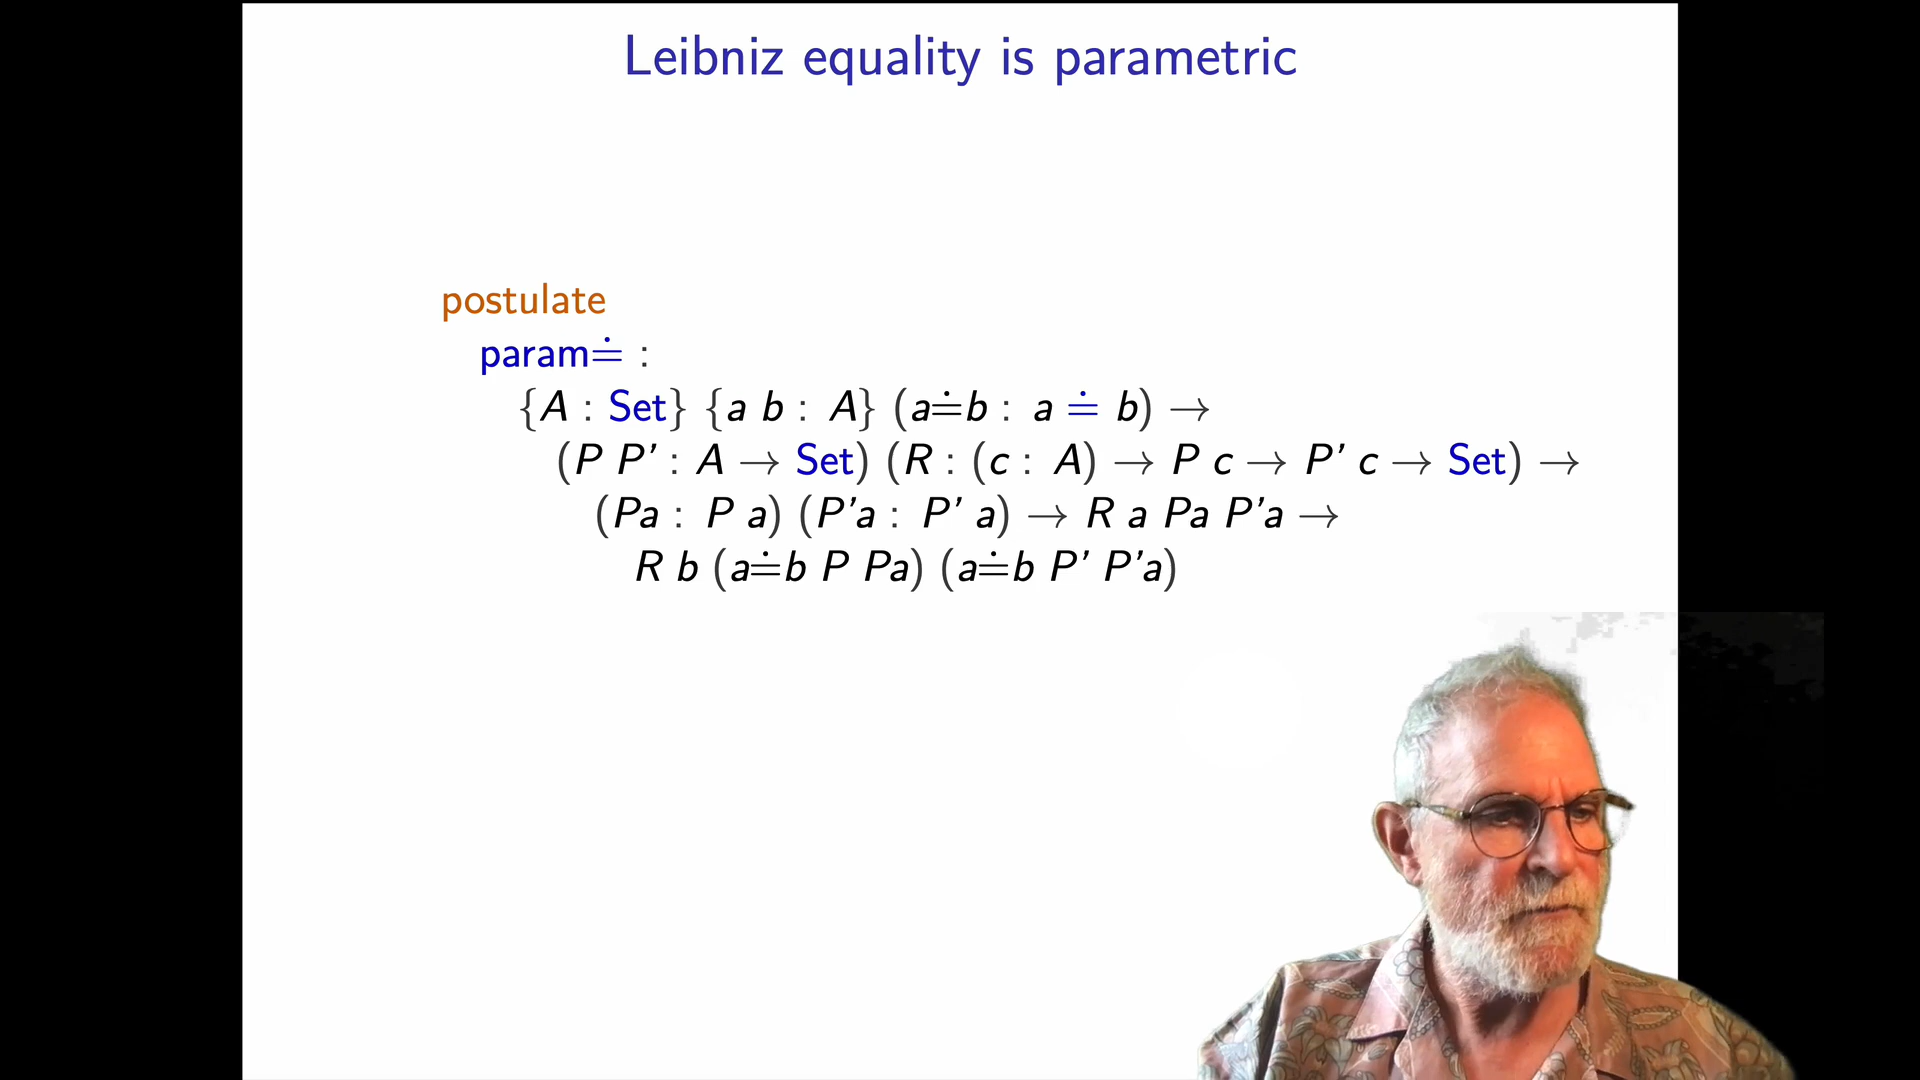 Leibniz equality is parametric
postulate
param≐ :
{A : Set} {a b : A} (a≐b : a ≐ b) →
(P P’ : A → Set) (R : (c : A) → P c → P’ c → Set) →
(Pa : P a) (P’a : P’ a) → R a Pa P’a →
R b (a≐b P Pa) (a≐b P’ P’a)